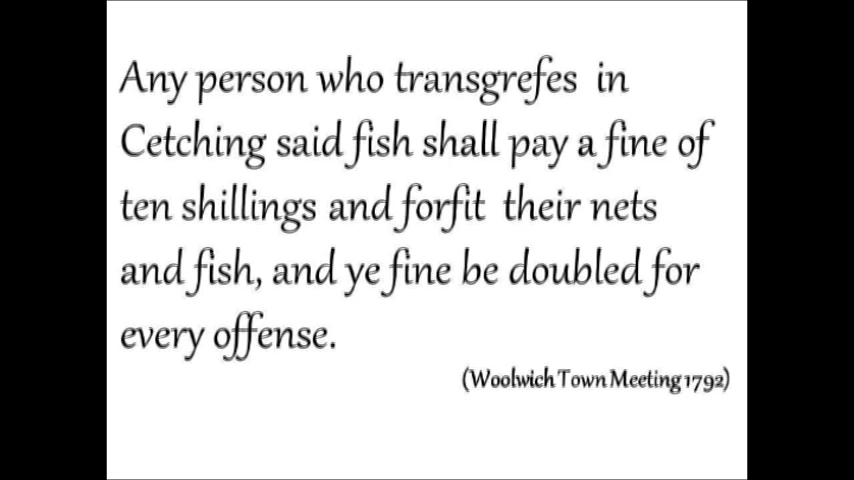 Any person who transgrefes in
Cetching said fish shall pay a fine of
ten shillings and forfit their nets
and fish, and ye fine be doubled for
every offense.
(Woolwich Town Meeting 1792)